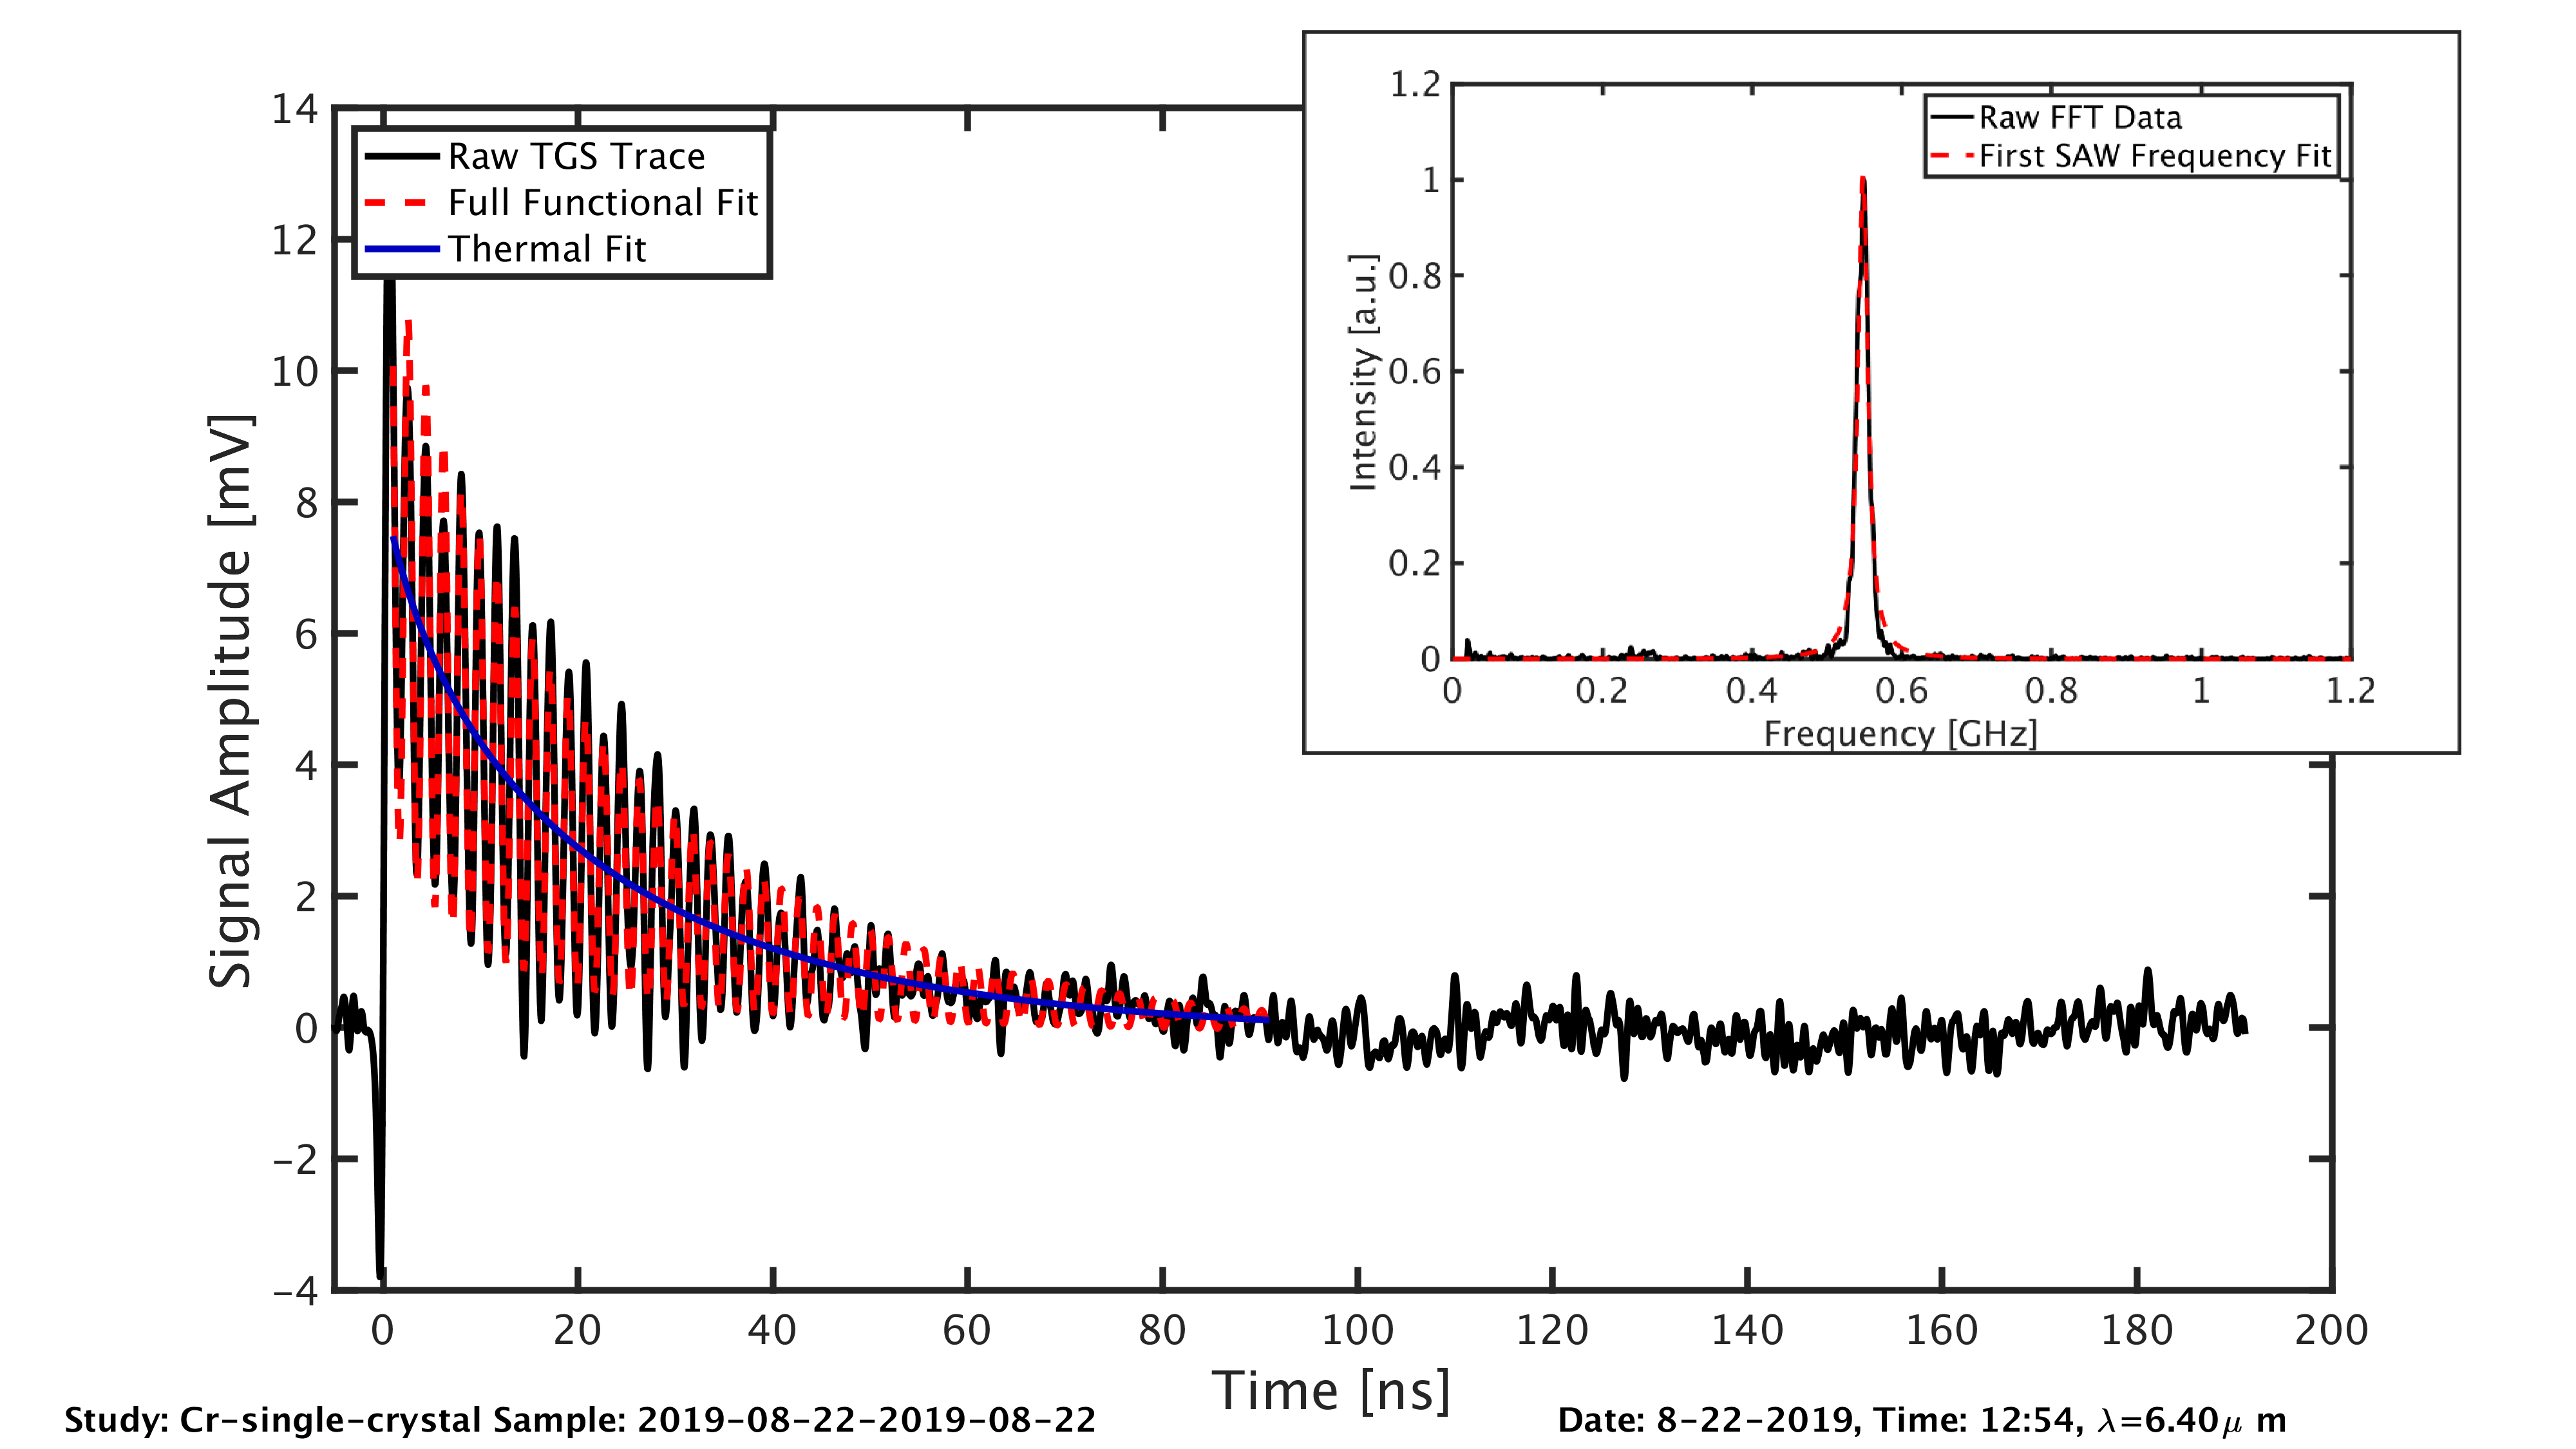 14
12
10
8
6
4
2
0
−2
−4
Signal Amplitude [mV]
Raw TGS Trace
Full Functional Fit
Thermal Fit
0 20 40 60 80 100 120 140 160 180 200
Time [ns]
1.2
1
0.8
0.6
0.4
0.2
0
Intensity [a.u.]
Raw FFT Data
First SAW Frequency Fit
0 0.2 0.4 0.6 0.8 1 1.2
Frequency [GHz]
Study: Cr−single−crystal Sample: 2019−08−22−2019−08−22
Date: 8−22−2019, Time: 12:54, λ=6.40μ m